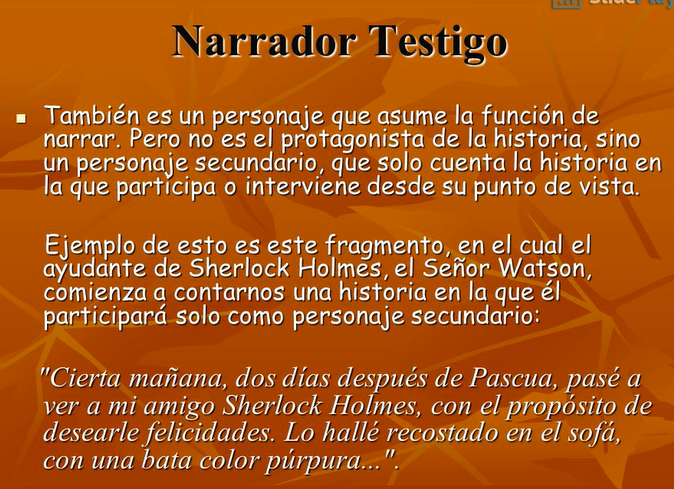 Narrador Testigo
También es un personaje que asume la función de
narrar. Pero no es el protagonista de la historia, sino
un personaje secundario, que solo cuenta la historia en
la que participa o interviene desde su punto de vista.
Ejemplo de esto es este fragmento, en el cual el
ayudante de Sherlock Holmes, el Señor Watson,
comienza a contarnos una historia en la que él
participará solo como personaje secundario:
"Cierta mañana, dos días después de Pascua, pasé a
ver a mi amigo Sherlock Holmes, con el propósito de
desearle felicidades. Lo hallé recostado en el sofá,
con una bata color púrpura...".